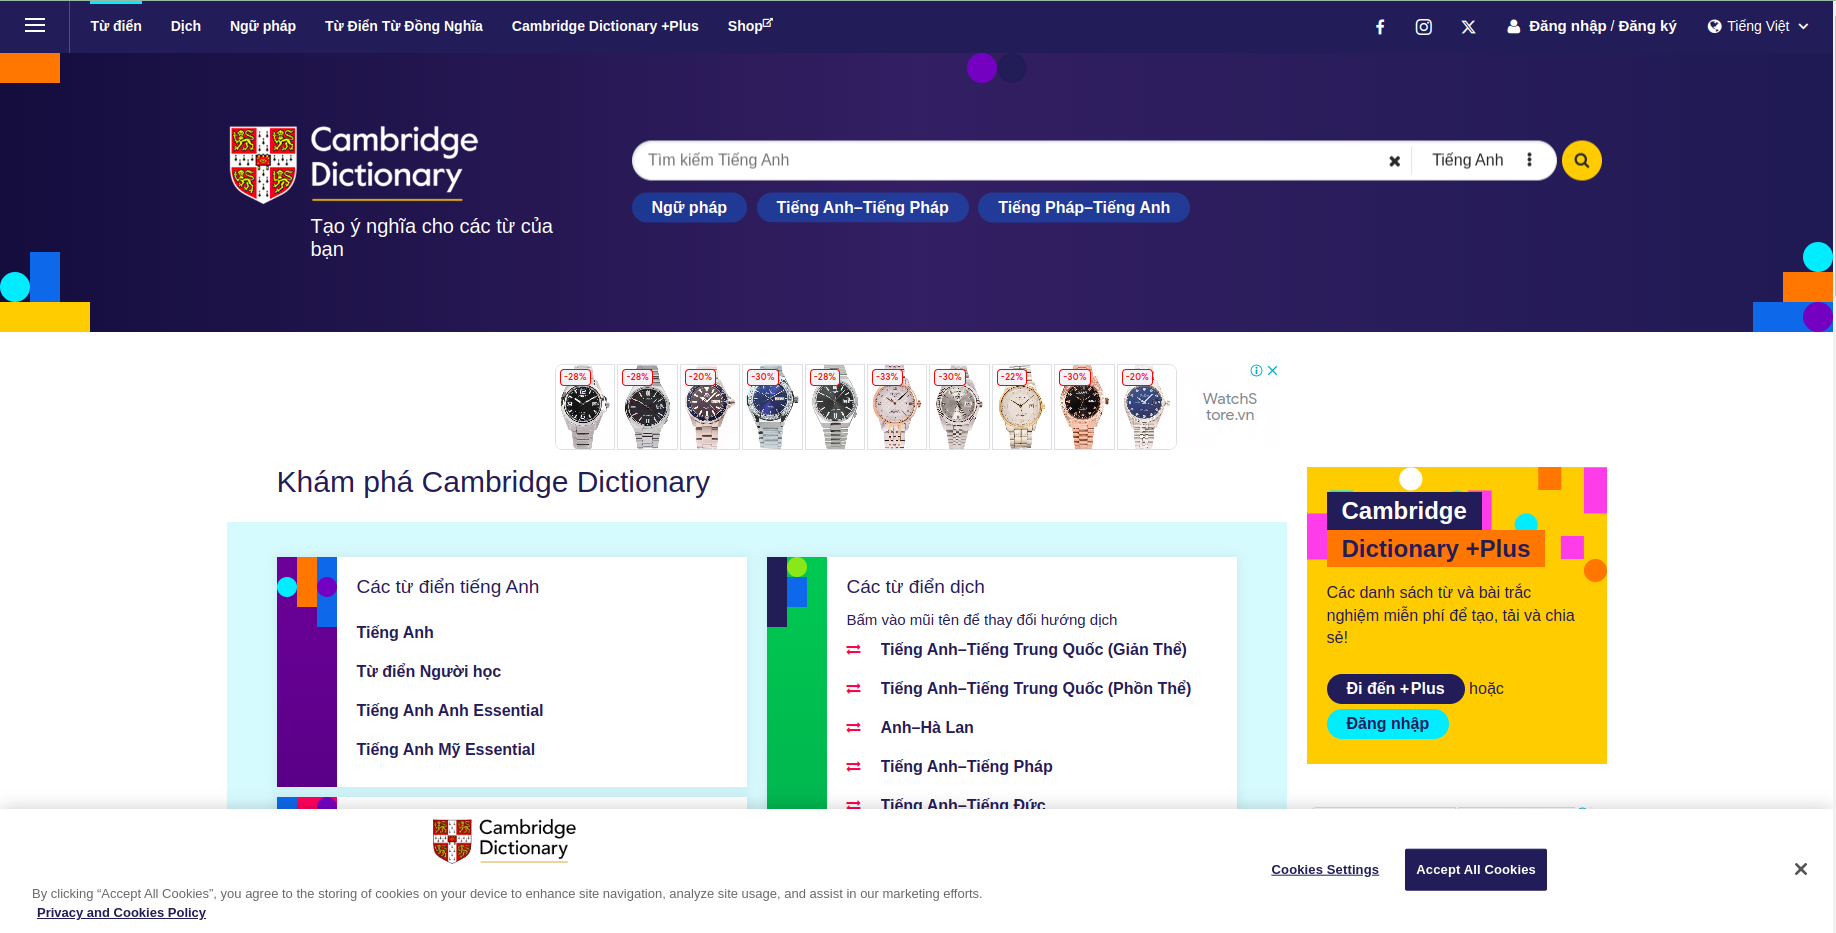 Từ điển
Dịch
Ngữ pháp
Từ Điển Từ Đồng Nghĩa
Cambridge Dictionary +Plus
Shop
Đăng nhập / Đăng ký
Tiếng Việt
Cambridge
Dictionary
Tạo ý nghĩa cho các từ của
bạn
Tìm kiếm Tiếng Anh
Tiếng Anh
Ngữ pháp
Tiếng Anh–Tiếng Pháp
Tiếng Pháp–Tiếng Anh
-28%
-28%
-20%
-30%
-28%
-33%
-30%
-22%
-30%
-20%
WatchS
tore.vn
Khám phá Cambridge Dictionary
Các từ điển tiếng Anh
Tiếng Anh
Từ điển Người học
Tiếng Anh Anh Essential
Tiếng Anh Mỹ Essential
Các từ điển dịch
Bấm vào mũi tên để thay đổi hướng dịch
Tiếng Anh–Tiếng Trung Quốc (Giản Thể)
Tiếng Anh–Tiếng Trung Quốc (Phồn Thể)
Anh–Hà Lan
Tiếng Anh–Tiếng Pháp
Tiếng Anh–Tiếng Đức
Cambridge
Dictionary +Plus
Các danh sách từ và bài trắc
nghiệm miễn phí để tạo, tải và chia
sẻ!
Đi đến +Plus hoặc
Đăng nhập
Cambridge
Dictionary
By clicking “Accept All Cookies”, you agree to the storing of cookies on your device to enhance site navigation, analyze site usage, and assist in our marketing efforts.
Privacy and Cookies Policy
Cookies Settings
Accept All Cookies